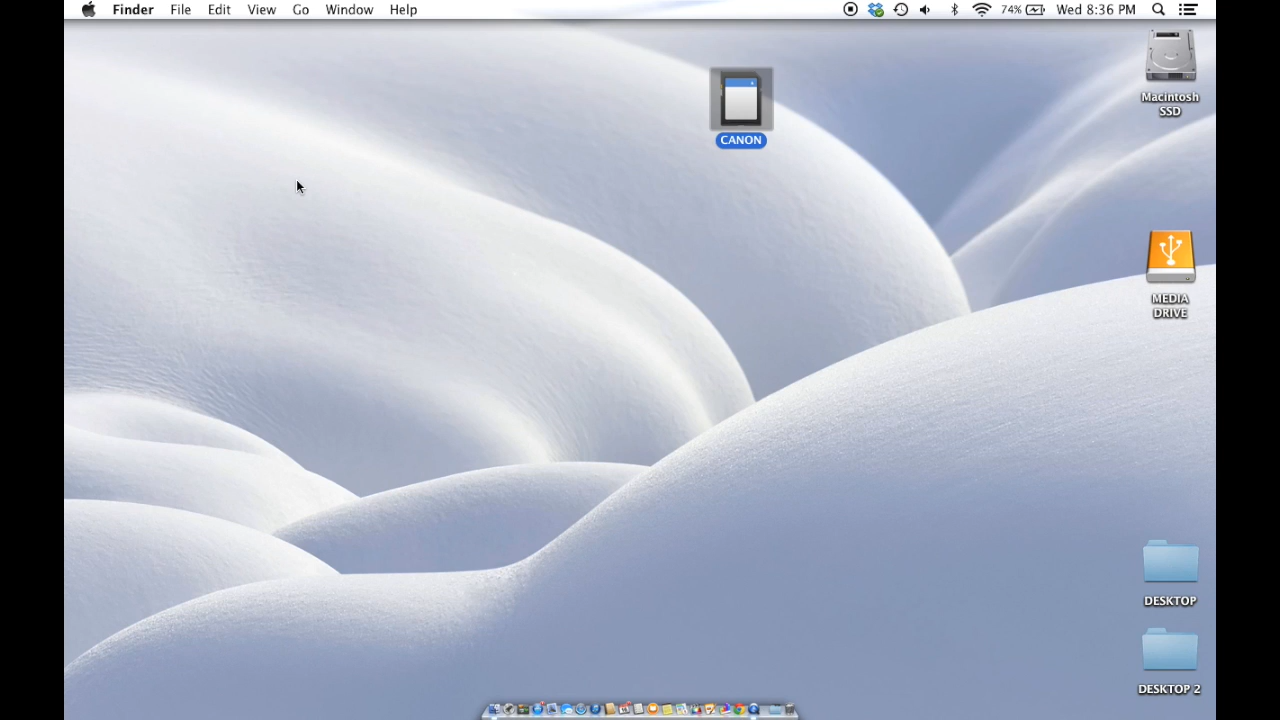 Finder File Edit View Go Window Help 74% Wed 8:36 PM
CANON
Macintosh
SSD
MEDIA
DRIVE
DESKTOP
DESKTOP 2